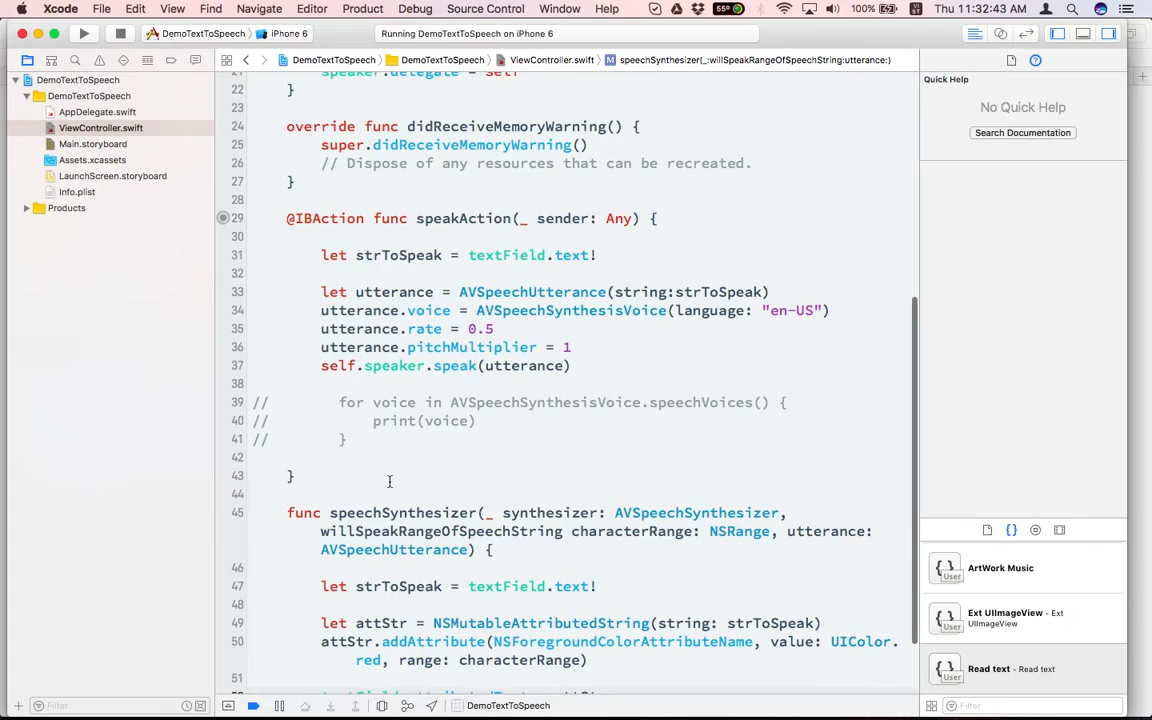 Xcode File Edit View Find Navigate Editor Product Debug Source Control Window Help 55° 100% VI ST Thu 11:32:43 AM
DemoTextToSpeech iPhone 6 Running DemoTextToSpeech on iPhone 6
DemoTextToSpeech DemoTextToSpeech ViewController.swift M speechSynthesizer(_:willSpeakRangeOfSpeechString:utterance:)
DemoTextToSpeech
DemoTextToSpeech
AppDelegate.swift
ViewController.swift
Main.storyboard
Assets.xcassets
LaunchScreen.storyboard
Info.plist
Products
21 speaker.delegate = self
22 }
23
24 override func didReceiveMemoryWarning() {
25 super.didReceiveMemoryWarning()
26 // Dispose of any resources that can be recreated.
27 }
28
29 @IBAction func speakAction(_ sender: Any) {
30
31 let strToSpeak = textField.text!
32
33 let utterance = AVSpeechUtterance(string:strToSpeak)
34 utterance.voice = AVSpeechSynthesisVoice(language: "en-US")
35 utterance.rate = 0.5
36 utterance.pitchMultiplier = 1
37 self.speaker.speak(utterance)
38
39 // for voice in AVSpeechSynthesisVoice.speechVoices() {
40 // print(voice)
41 // }
42
43 }
44
45 func speechSynthesizer(_ synthesizer: AVSpeechSynthesizer,
willSpeakRangeOfSpeechString characterRange: NSRange, utterance:
AVSpeechUtterance) {
46
47 let strToSpeak = textField.text!
48
49 let attStr = NSMutableAttributedString(string: strToSpeak)
50 attStr.addAttribute(NSForegroundColorAttributeName, value: UIColor.
red, range: characterRange)
51
Quick Help
No Quick Help
Search Documentation
{} User ArtWork Music
{} User Ext UIImageView - Ext
UIImageView
{} User Read text - Read text
Filter
DemoTextToSpeech
Filter